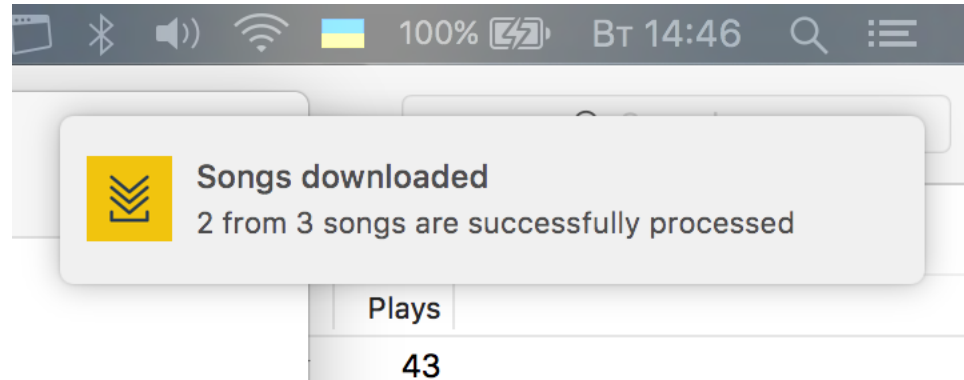 100% Вт 14:46
Songs downloaded
2 from 3 songs are successfully processed
Plays
43